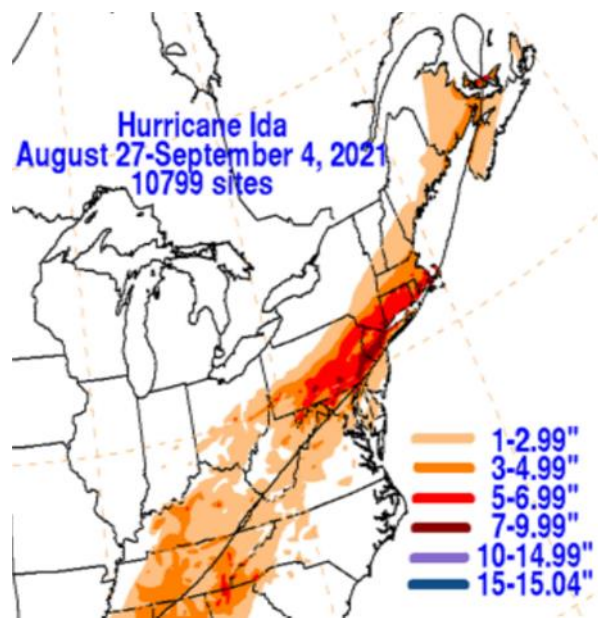 Hurricane Ida
August 27-September 4, 2021
10799 sites
1-2.99"
3-4.99"
5-6.99"
7-9.99"
10-14.99"
15-15.04"